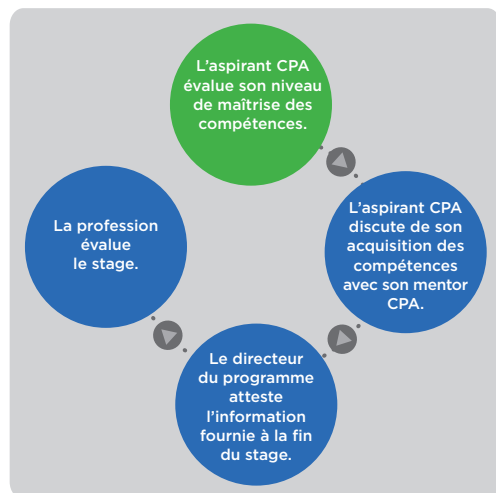 L'aspirant CPA
évalue son niveau
de maîtrise des
compétences.
L'aspirant CPA
discute de son
acquisition des
compétences
avec son mentor
CPA.
Le directeur
du programme
atteste
l'information
fournie à la fin
du stage.
La profession
évalue
le stage.